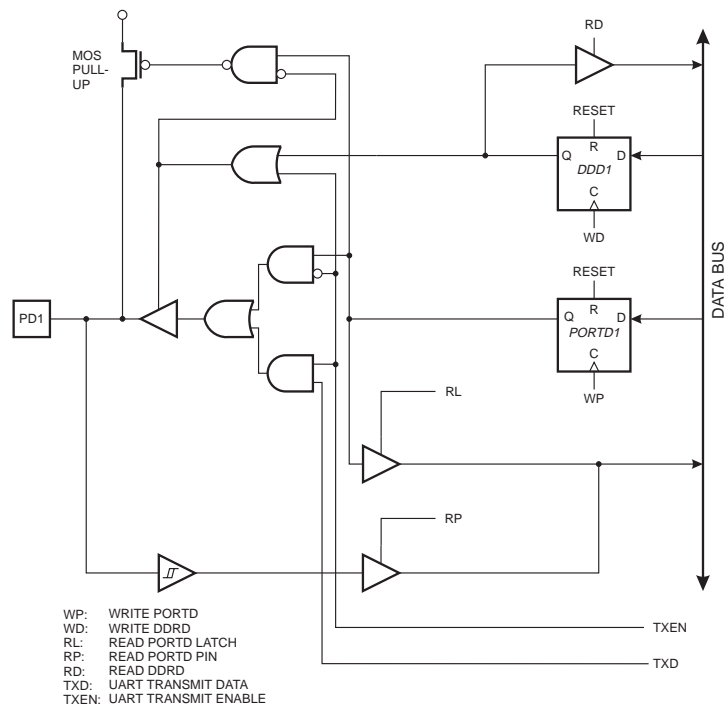 RD
MOS
PULL-
UP
RESET
R
Q
D
DDD1
C
WD
RESET
R
Q
D
PORTD1
C
WP
DATA BUS
PD1
RL
RP
WP: WRITE PORTD
WD: WRITE DDRD
RL: READ PORTD LATCH
RP: READ PORTD PIN
RD: READ DDRD
TXD: UART TRANSMIT DATA
TXEN: UART TRANSMIT ENABLE
TXEN
TXD